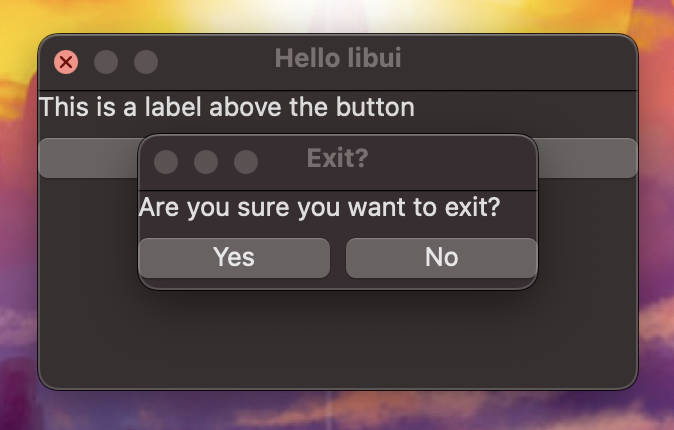 Hello libui
This is a label above the button
Exit?
Are you sure you want to exit?
Yes
No